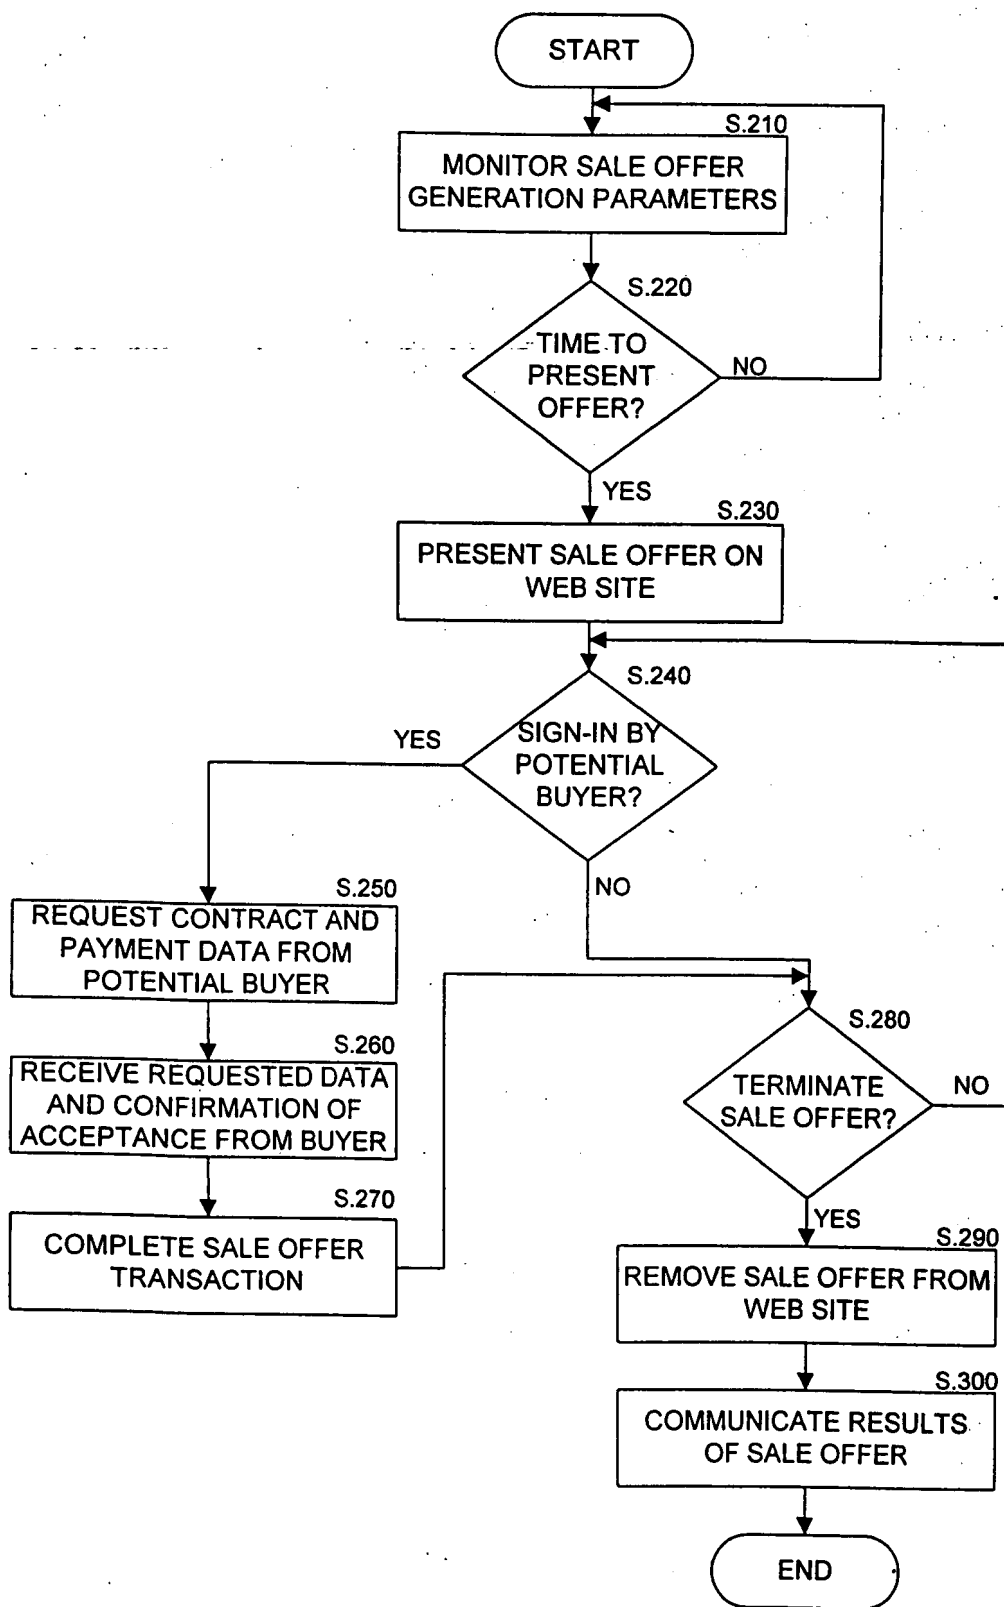 START
S.210
MONITOR SALE OFFER
GENERATION PARAMETERS
S.220
TIME TO
PRESENT
OFFER?
NO
YES
S.230
PRESENT SALE OFFER ON
WEB SITE
S.240
YES
SIGN-IN BY
POTENTIAL
BUYER?
NO
S.250
REQUEST CONTRACT AND
PAYMENT DATA FROM
POTENTIAL BUYER
S.260
RECEIVE REQUESTED DATA
AND CONFIRMATION OF
ACCEPTANCE FROM BUYER
S.270
COMPLETE SALE OFFER
TRANSACTION
S.280
TERMINATE
SALE OFFER?
NO
YES
S.290
REMOVE SALE OFFER FROM
WEB SITE
S.300
COMMUNICATE RESULTS
OF SALE OFFER
END